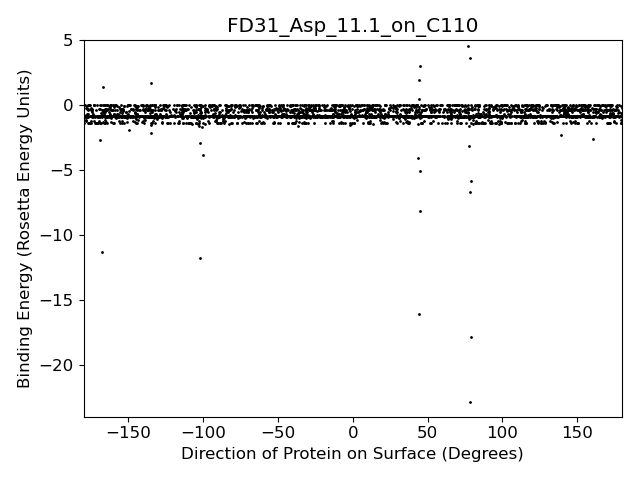 FD31_Asp_11.1_on_C110
Binding Energy (Rosetta Energy Units)
5
0
−5
−10
−15
−20
−150 −100 −50 0 50 100 150
Direction of Protein on Surface (Degrees)